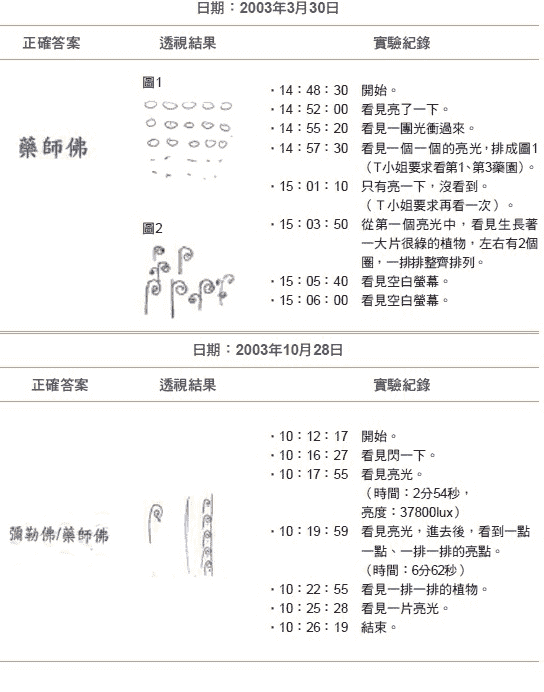 日期：2003年3月30日
正確答案 透視結果 實驗紀錄
藥師佛
圖1
圖2
・14：48：30 開始。
・14：52：00 看見亮了一下。
・14：55：20 看見一團光衝過來。
・14：57：30 看見一個一個的亮光，排成圖1
（T小姐要求看第1、第3藥園）。
・15：01：10 只有亮一下，沒看到。
（T小姐要求再看一次）。
・15：03：50 從第一個亮光中，看見生長著
一大片很綠的植物，左右有2個
圈，一排排整齊排列。
・15：05：40 看見空白螢幕。
・15：06：00 看見空白螢幕。
日期：2003年10月28日
正確答案 透視結果 實驗紀錄
彌勒佛/藥師佛
・10：12：17 開始。
・10：16：27 看見閃一下。
・10：17：55 看見亮光。
（時間：2分54秒，
亮度：37800lux）
・10：19：59 看見亮光，進去後，看到一點
一點、一排一排的亮點。
（時間：6分62秒）
・10：22：55 看見一排一排的植物。
・10：25：28 看見一片亮光。
・10：26：19 結束。